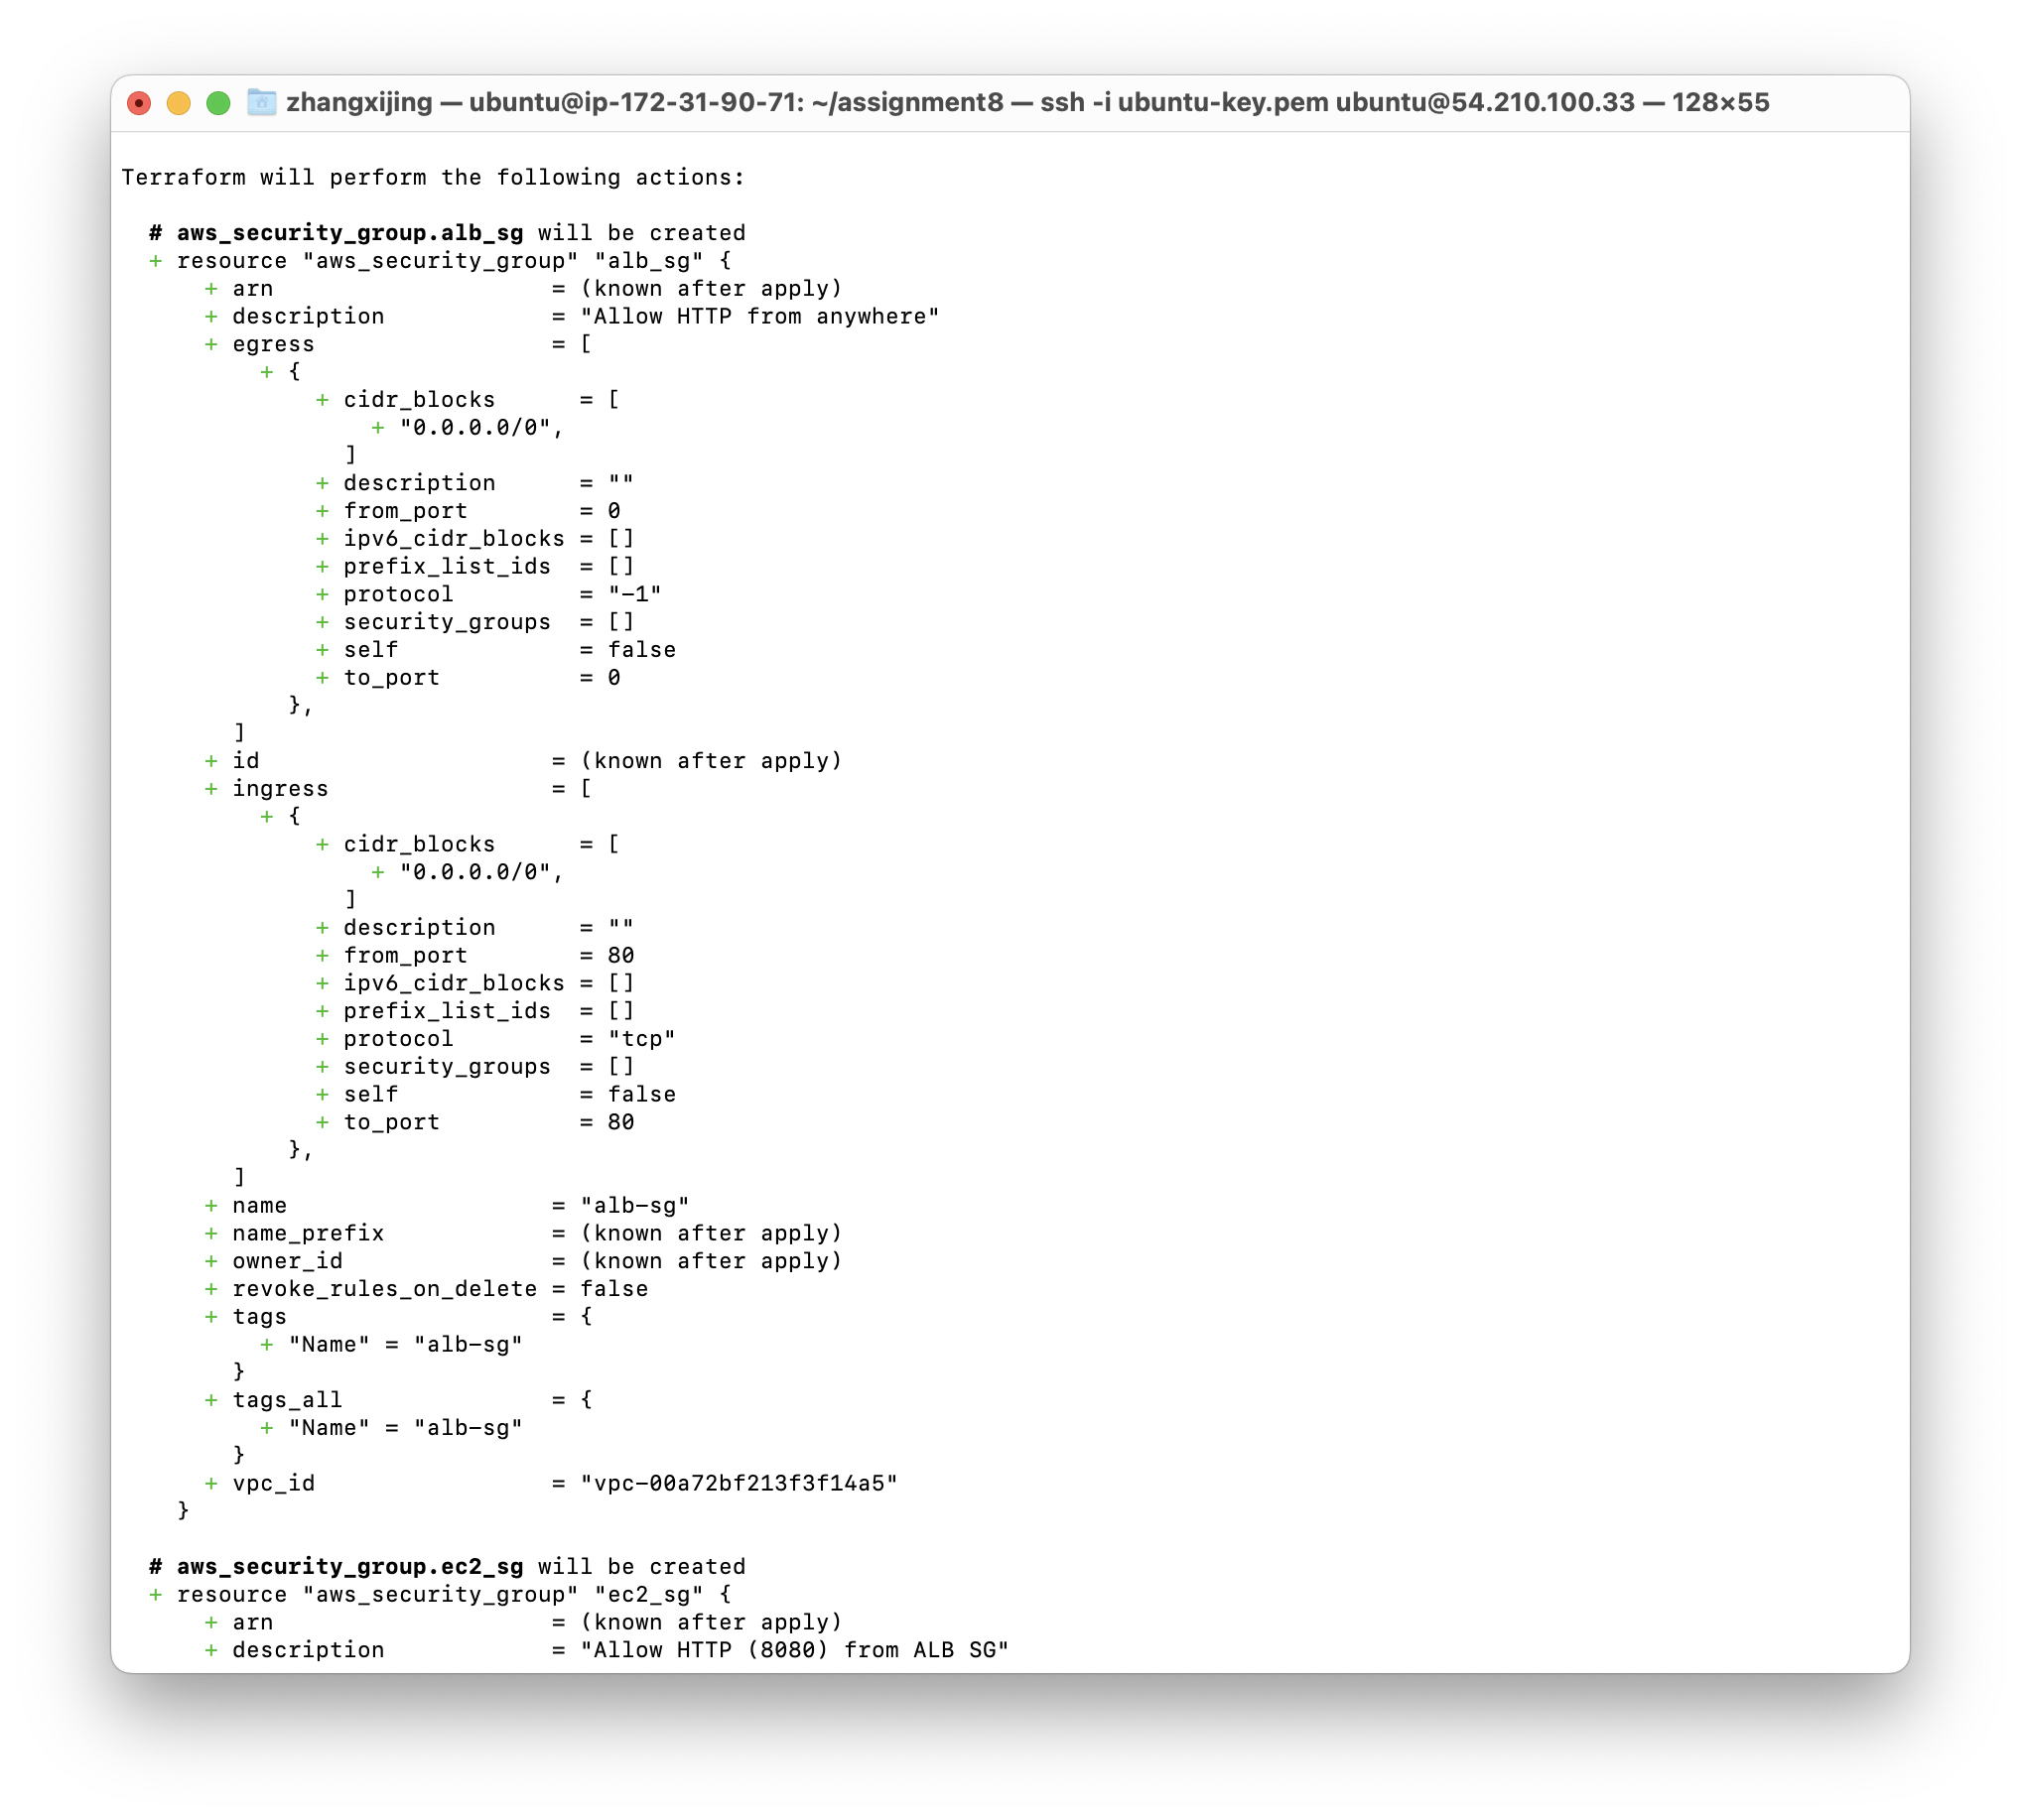 zhangxijing — ubuntu@ip-172-31-90-71: ~/assignment8 — ssh -i ubuntu-key.pem ubuntu@54.210.100.33 — 128×55
Terraform will perform the following actions:
  # aws_security_group.alb_sg will be created
  + resource "aws_security_group" "alb_sg" {
      + arn                    = (known after apply)
      + description            = "Allow HTTP from anywhere"
      + egress                 = [
          + {
              + cidr_blocks      = [
                  + "0.0.0.0/0",
                ]
              + description      = ""
              + from_port        = 0
              + ipv6_cidr_blocks = []
              + prefix_list_ids  = []
              + protocol         = "-1"
              + security_groups  = []
              + self             = false
              + to_port          = 0
            },
        ]
      + id                     = (known after apply)
      + ingress                = [
          + {
              + cidr_blocks      = [
                  + "0.0.0.0/0",
                ]
              + description      = ""
              + from_port        = 80
              + ipv6_cidr_blocks = []
              + prefix_list_ids  = []
              + protocol         = "tcp"
              + security_groups  = []
              + self             = false
              + to_port          = 80
            },
        ]
      + name                   = "alb-sg"
      + name_prefix            = (known after apply)
      + owner_id               = (known after apply)
      + revoke_rules_on_delete = false
      + tags                   = {
          + "Name" = "alb-sg"
        }
      + tags_all               = {
          + "Name" = "alb-sg"
        }
      + vpc_id                 = "vpc-00a72bf213f3f14a5"
    }
  # aws_security_group.ec2_sg will be created
  + resource "aws_security_group" "ec2_sg" {
      + arn                    = (known after apply)
      + description            = "Allow HTTP (8080) from ALB SG"